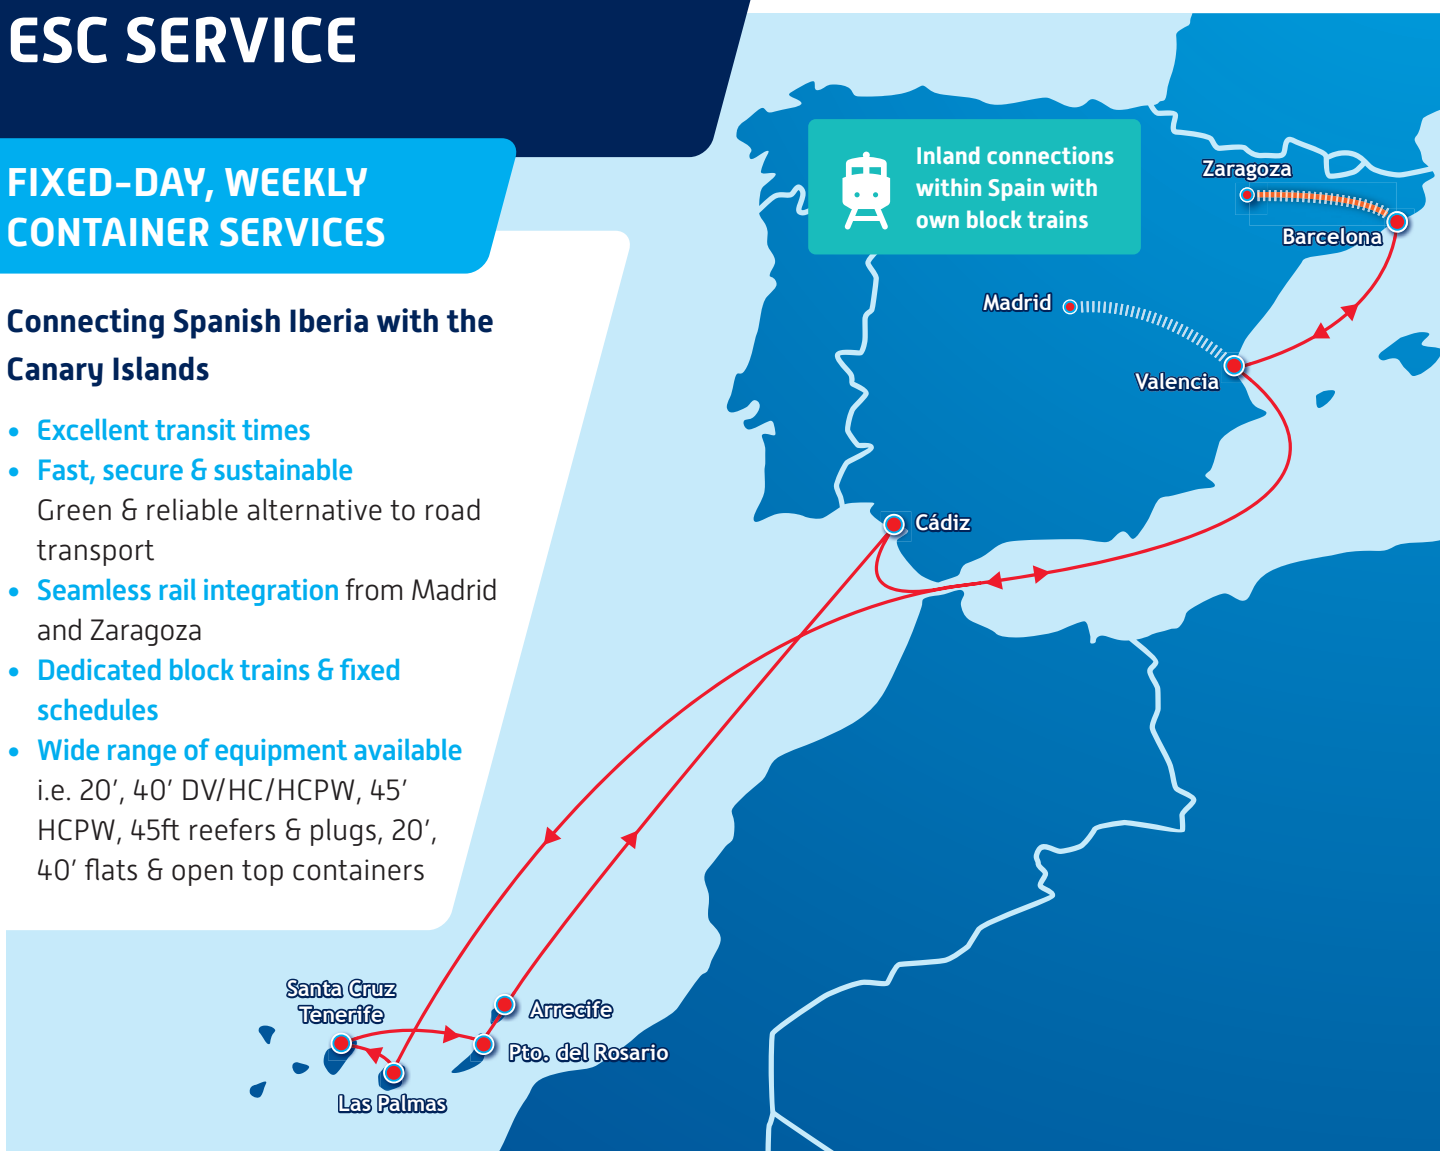 ESC SERVICE
FIXED-DAY, WEEKLY
CONTAINER SERVICES
Connecting Spanish Iberia with the
Canary Islands
• Excellent transit times
• Fast, secure & sustainable
Green & reliable alternative to road
transport
• Seamless rail integration from Madrid
and Zaragoza
• Dedicated block trains & fixed
schedules
• Wide range of equipment available
i.e. 20’, 40’ DV/HC/HCPW, 45’
HCPW, 45ft reefers & plugs, 20’,
40’ flats & open top containers
Inland connections
within Spain with
own block trains
Zaragoza
Barcelona
Madrid
Valencia
Cádiz
Santa Cruz
Tenerife
Arrecife
Pto. del Rosario
Las Palmas